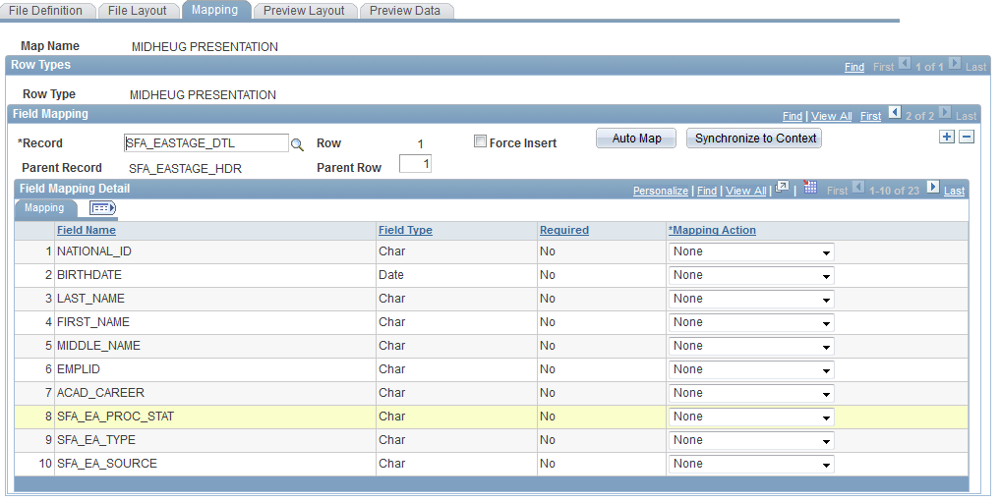 File Definition File Layout Mapping Preview Layout Preview Data
Map Name MIDHEUG PRESENTATION
Row Types Find First 1 of 1 Last
Row Type MIDHEUG PRESENTATION
Field Mapping Find | View All First 2 of 2 Last
*Record SFA_EASTAGE_DTL Row 1 Force Insert Auto Map Synchronize to Context
Parent Record SFA_EASTAGE_HDR Parent Row 1
Field Mapping Detail Personalize | Find | View All | | First 1-10 of 23 Last
Mapping
Field Name Field Type Required *Mapping Action
1 NATIONAL_ID Char No None
2 BIRTHDATE Date No None
3 LAST_NAME Char No None
4 FIRST_NAME Char No None
5 MIDDLE_NAME Char No None
6 EMPLID Char No None
7 ACAD_CAREER Char No None
8 SFA_EA_PROC_STAT Char No None
9 SFA_EA_TYPE Char No None
10 SFA_EA_SOURCE Char No None